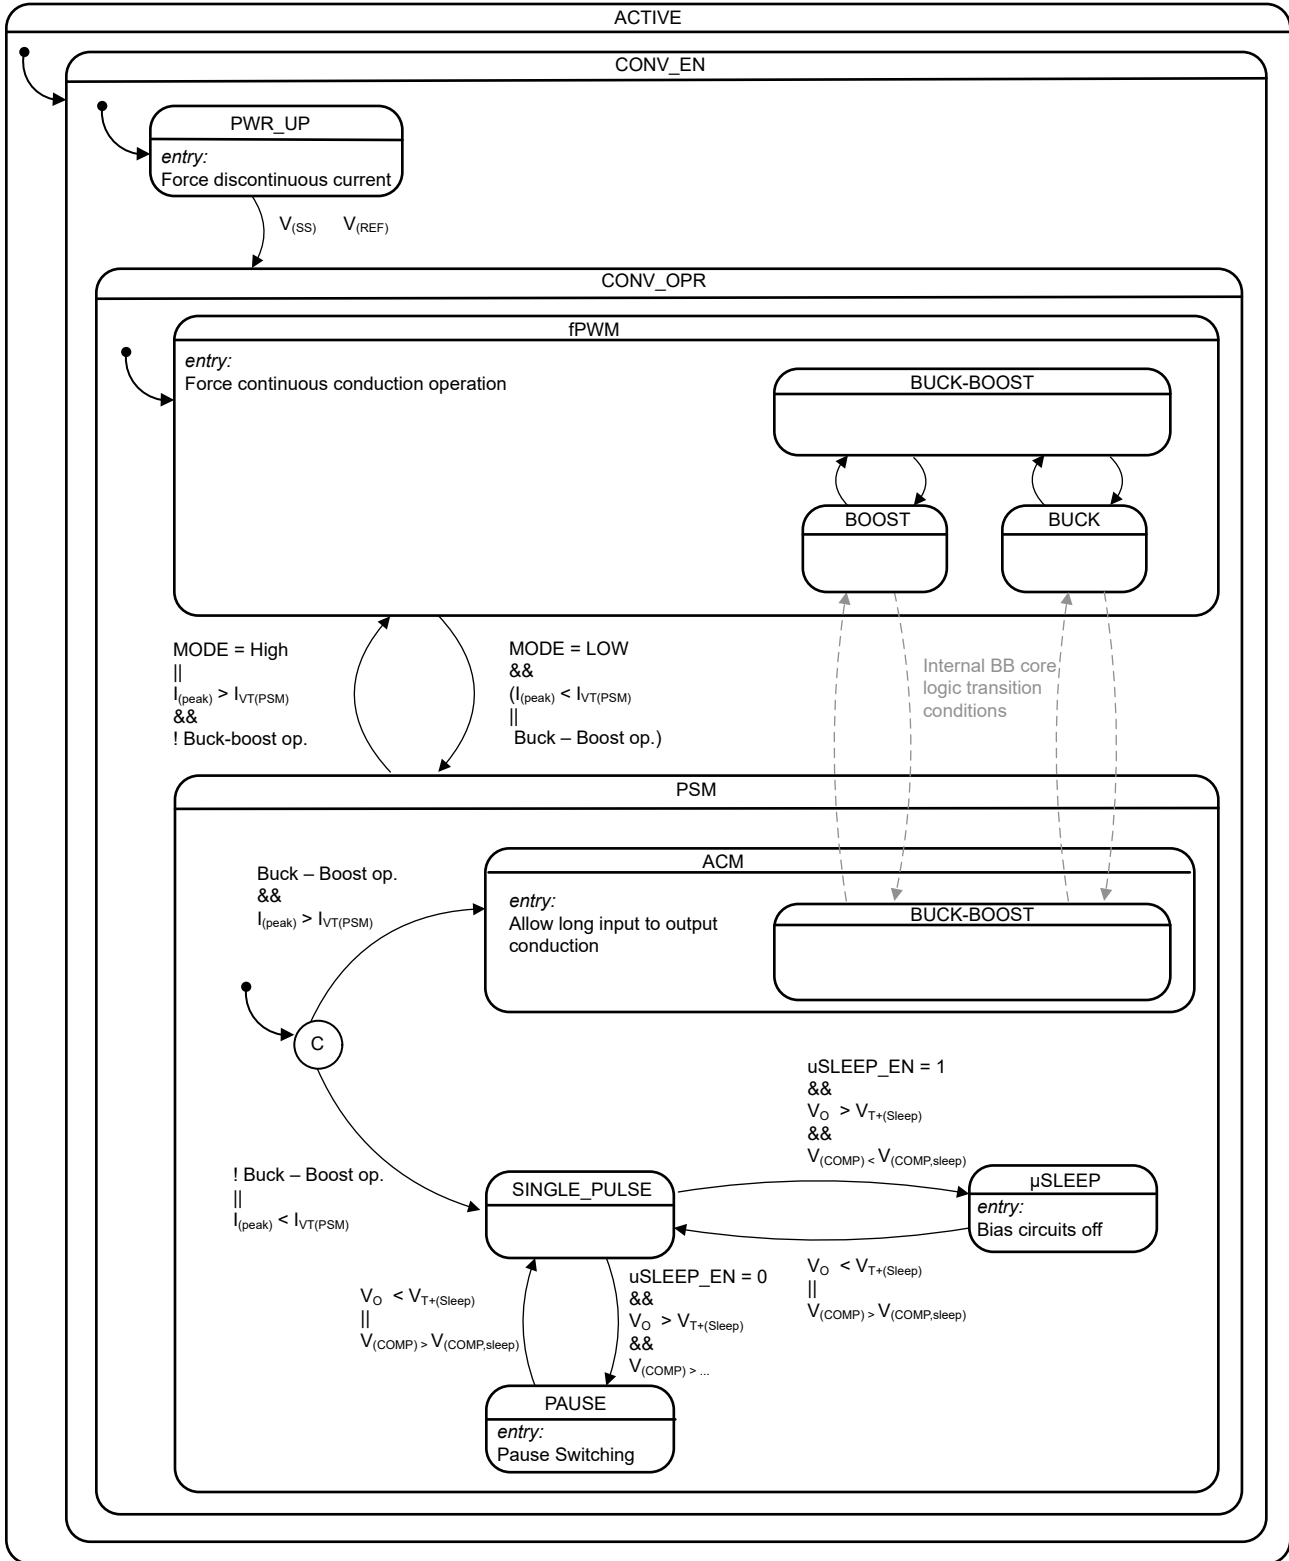 ACTIVE
CONV_EN
PWR_UP
entry:
Force discontinuous current
V(SS) V(REF)
CONV_OPR
fPWM
entry:
Force continuous conduction operation
BUCK-BOOST
BOOST
BUCK
MODE = High
||
I(peak) > IVT(PSM)
&&
! Buck-boost op.
MODE = LOW
&&
(I(peak) < IVT(PSM)
||
Buck – Boost op.)
Internal BB core
logic transition
conditions
PSM
ACM
entry:
Allow long input to output
conduction
BUCK-BOOST
Buck – Boost op.
&&
I(peak) > IVT(PSM)
C
! Buck – Boost op.
||
I(peak) < IVT(PSM)
uSLEEP_EN = 1
&&
VO > VT+(Sleep)
&&
V(COMP) < V(COMP,sleep)
SINGLE_PULSE
µSLEEP
entry:
Bias circuits off
VO < VT+(Sleep)
||
V(COMP) > V(COMP,sleep)
VO < VT+(Sleep)
||
V(COMP) > V(COMP,sleep)
uSLEEP_EN = 0
&&
VO > VT+(Sleep)
&&
V(COMP) > ...
PAUSE
entry:
Pause Switching